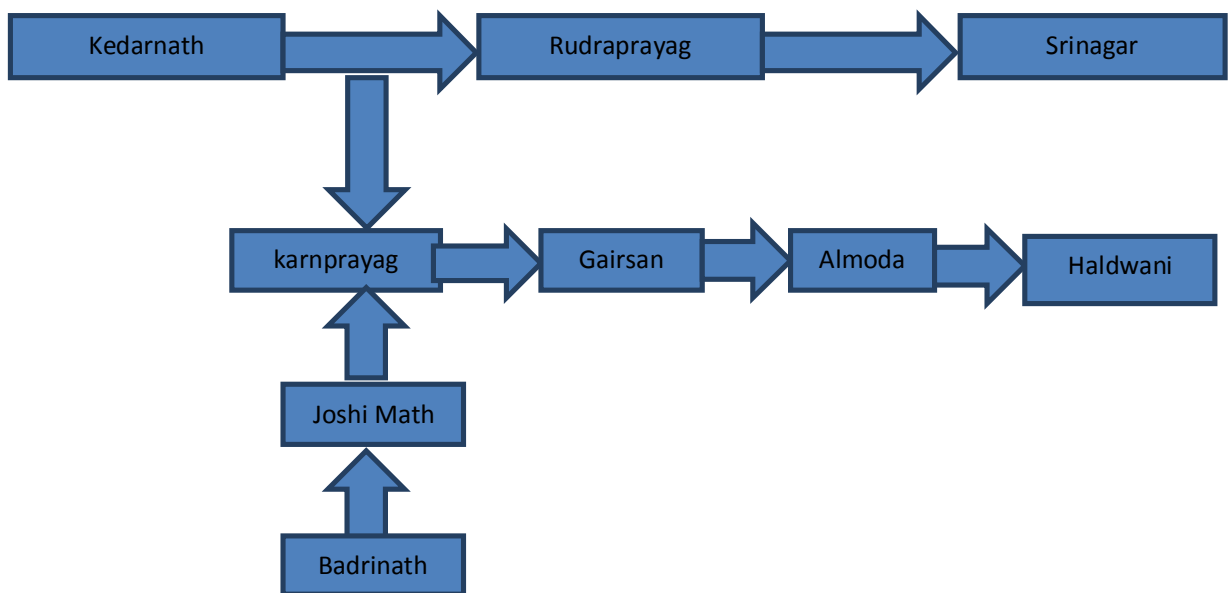 Kedarnath
Rudraprayag
Srinagar
karnprayag
Gairsan
Almoda
Haldwani
Joshi Math
Badrinath